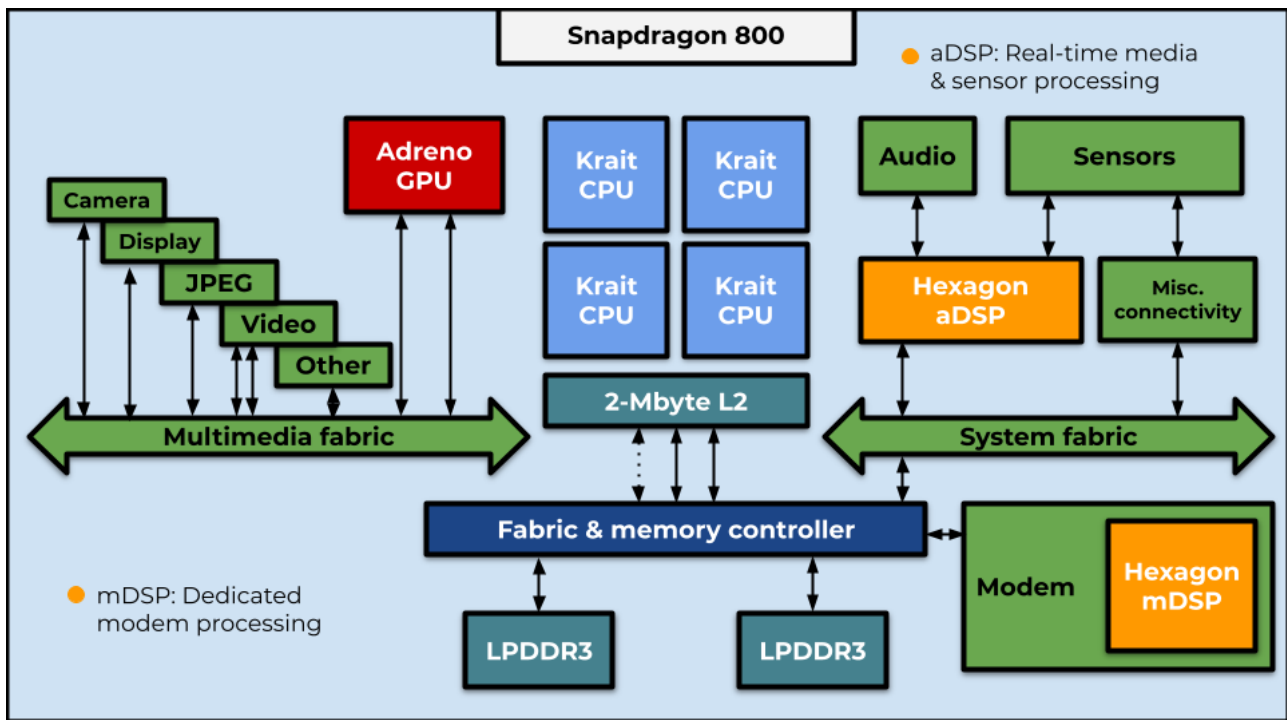 Snapdragon 800
aDSP: Real-time media
& sensor processing
Adreno
GPU
Krait
CPU
Krait
CPU
Krait
CPU
Krait
CPU
Audio
Sensors
Camera
Display
JPEG
Video
Other
Hexagon
aDSP
Misc.
connectivity
2-Mbyte L2
Multimedia fabric
System fabric
Fabric & memory controller
mDSP: Dedicated
modem processing
LPDDR3
LPDDR3
Modem
Hexagon
mDSP